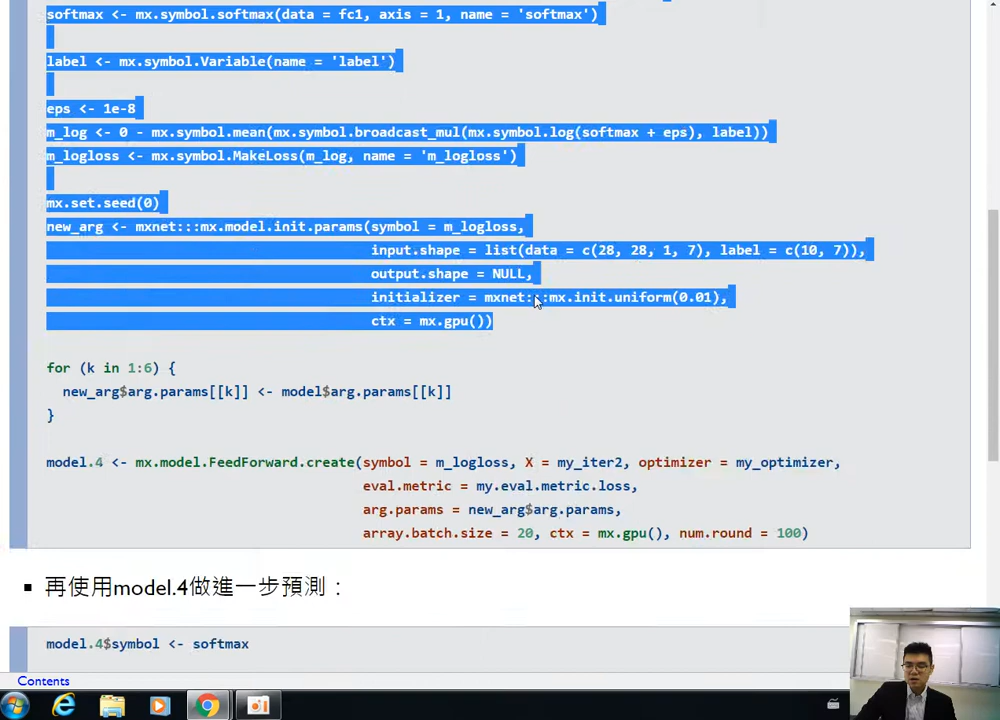 softmax <- mx.symbol.softmax(data = fc1, axis = 1, name = 'softmax')
label <- mx.symbol.Variable(name = 'label')
eps <- 1e-8
m_log <- 0 - mx.symbol.mean(mx.symbol.broadcast_mul(mx.symbol.log(softmax + eps), label))
m_logloss <- mx.symbol.MakeLoss(m_log, name = 'm_logloss')
mx.set.seed(0)
new_arg <- mxnet:::mx.model.init.params(symbol = m_logloss,
input.shape = list(data = c(28, 28, 1, 7), label = c(10, 7)),
output.shape = NULL,
initializer = mxnet:::mx.init.uniform(0.01),
ctx = mx.gpu())
for (k in 1:6) {
new_arg$arg.params[[k]] <- model$arg.params[[k]]
}
model.4 <- mx.model.FeedForward.create(symbol = m_logloss, X = my_iter2, optimizer = my_optimizer,
eval.metric = my.eval.metric.loss,
arg.params = new_arg$arg.params,
array.batch.size = 20, ctx = mx.gpu(), num.round = 100)
▪ 再使用model.4做進一步預測：
model.4$symbol <- softmax
Contents